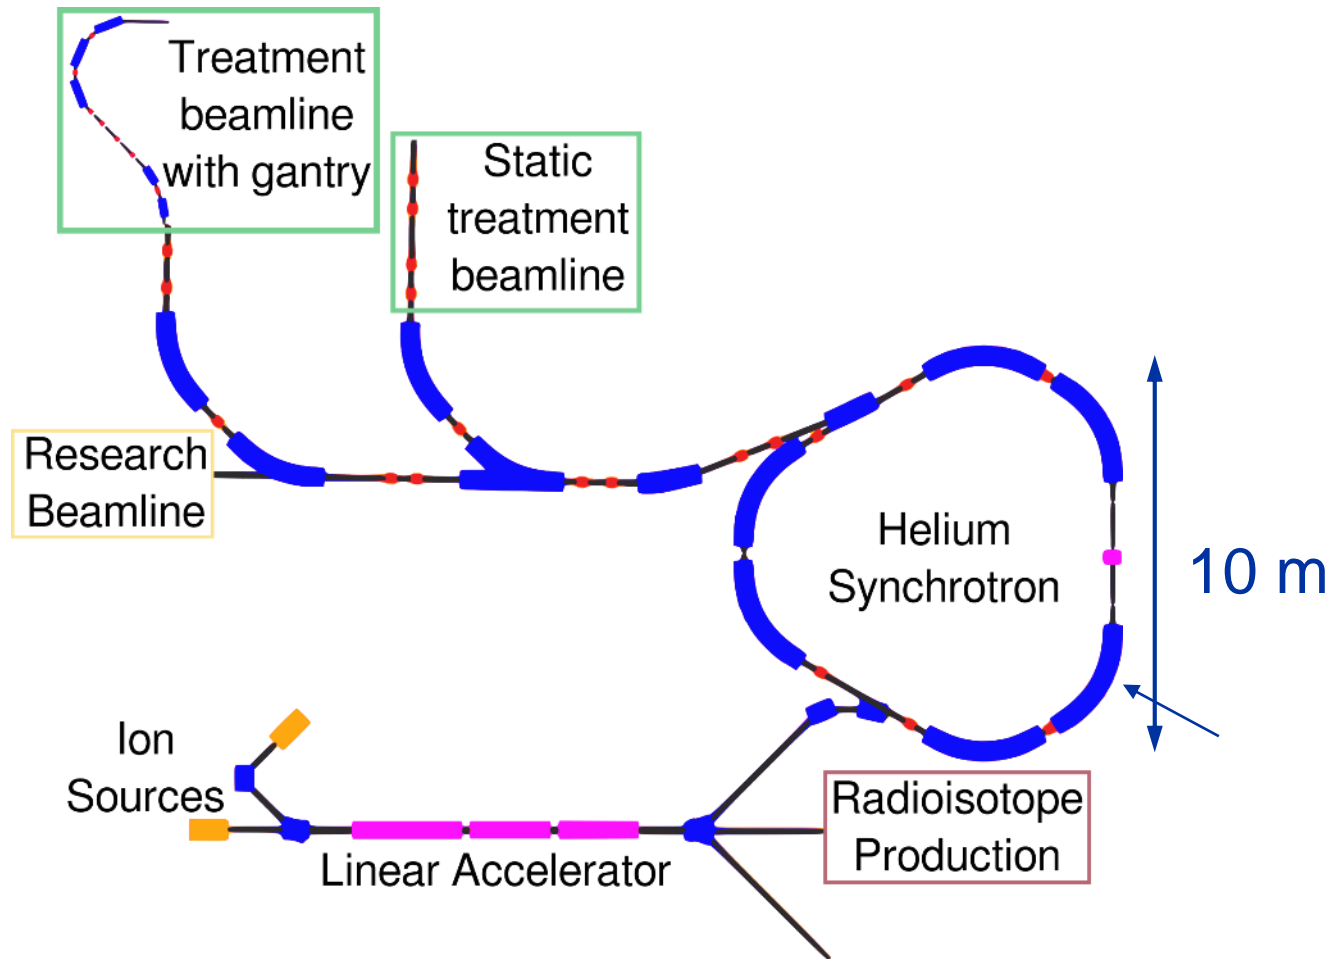 Treatment
beamline
with gantry
Static
treatment
beamline
Research
Beamline
Helium
Synchrotron
10 m
Ion
Sources
Linear Accelerator
Radioisotope
Production